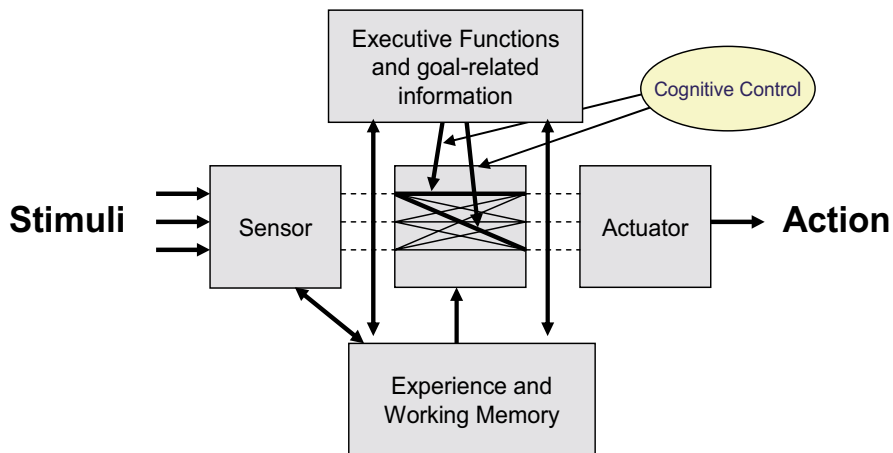 Executive Functions
and goal-related
information
Cognitive Control
Stimuli
Sensor
Actuator
Action
Experience and
Working Memory